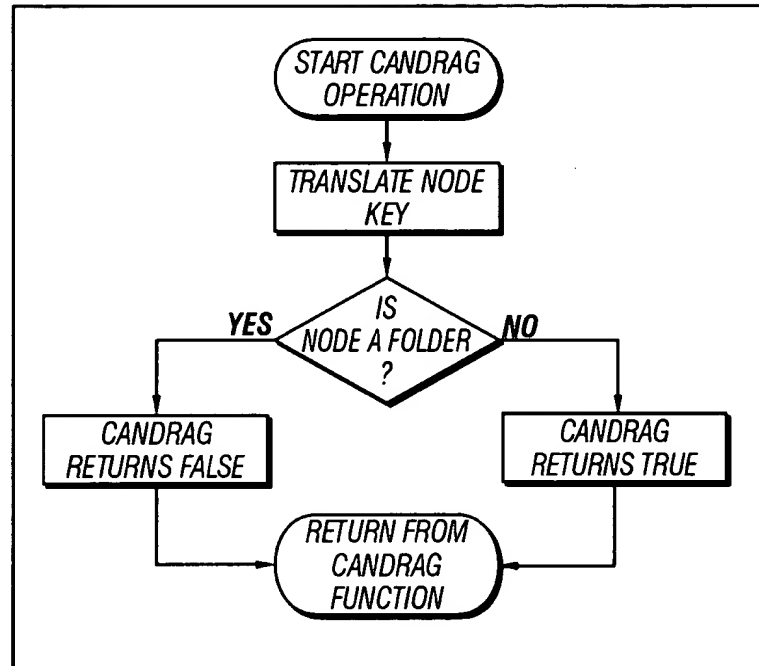 START CANDRAG
OPERATION
TRANSLATE NODE
KEY
IS
NODE A FOLDER
?
YES
NO
CANDRAG
RETURNS FALSE
CANDRAG
RETURNS TRUE
RETURN FROM
CANDRAG
FUNCTION